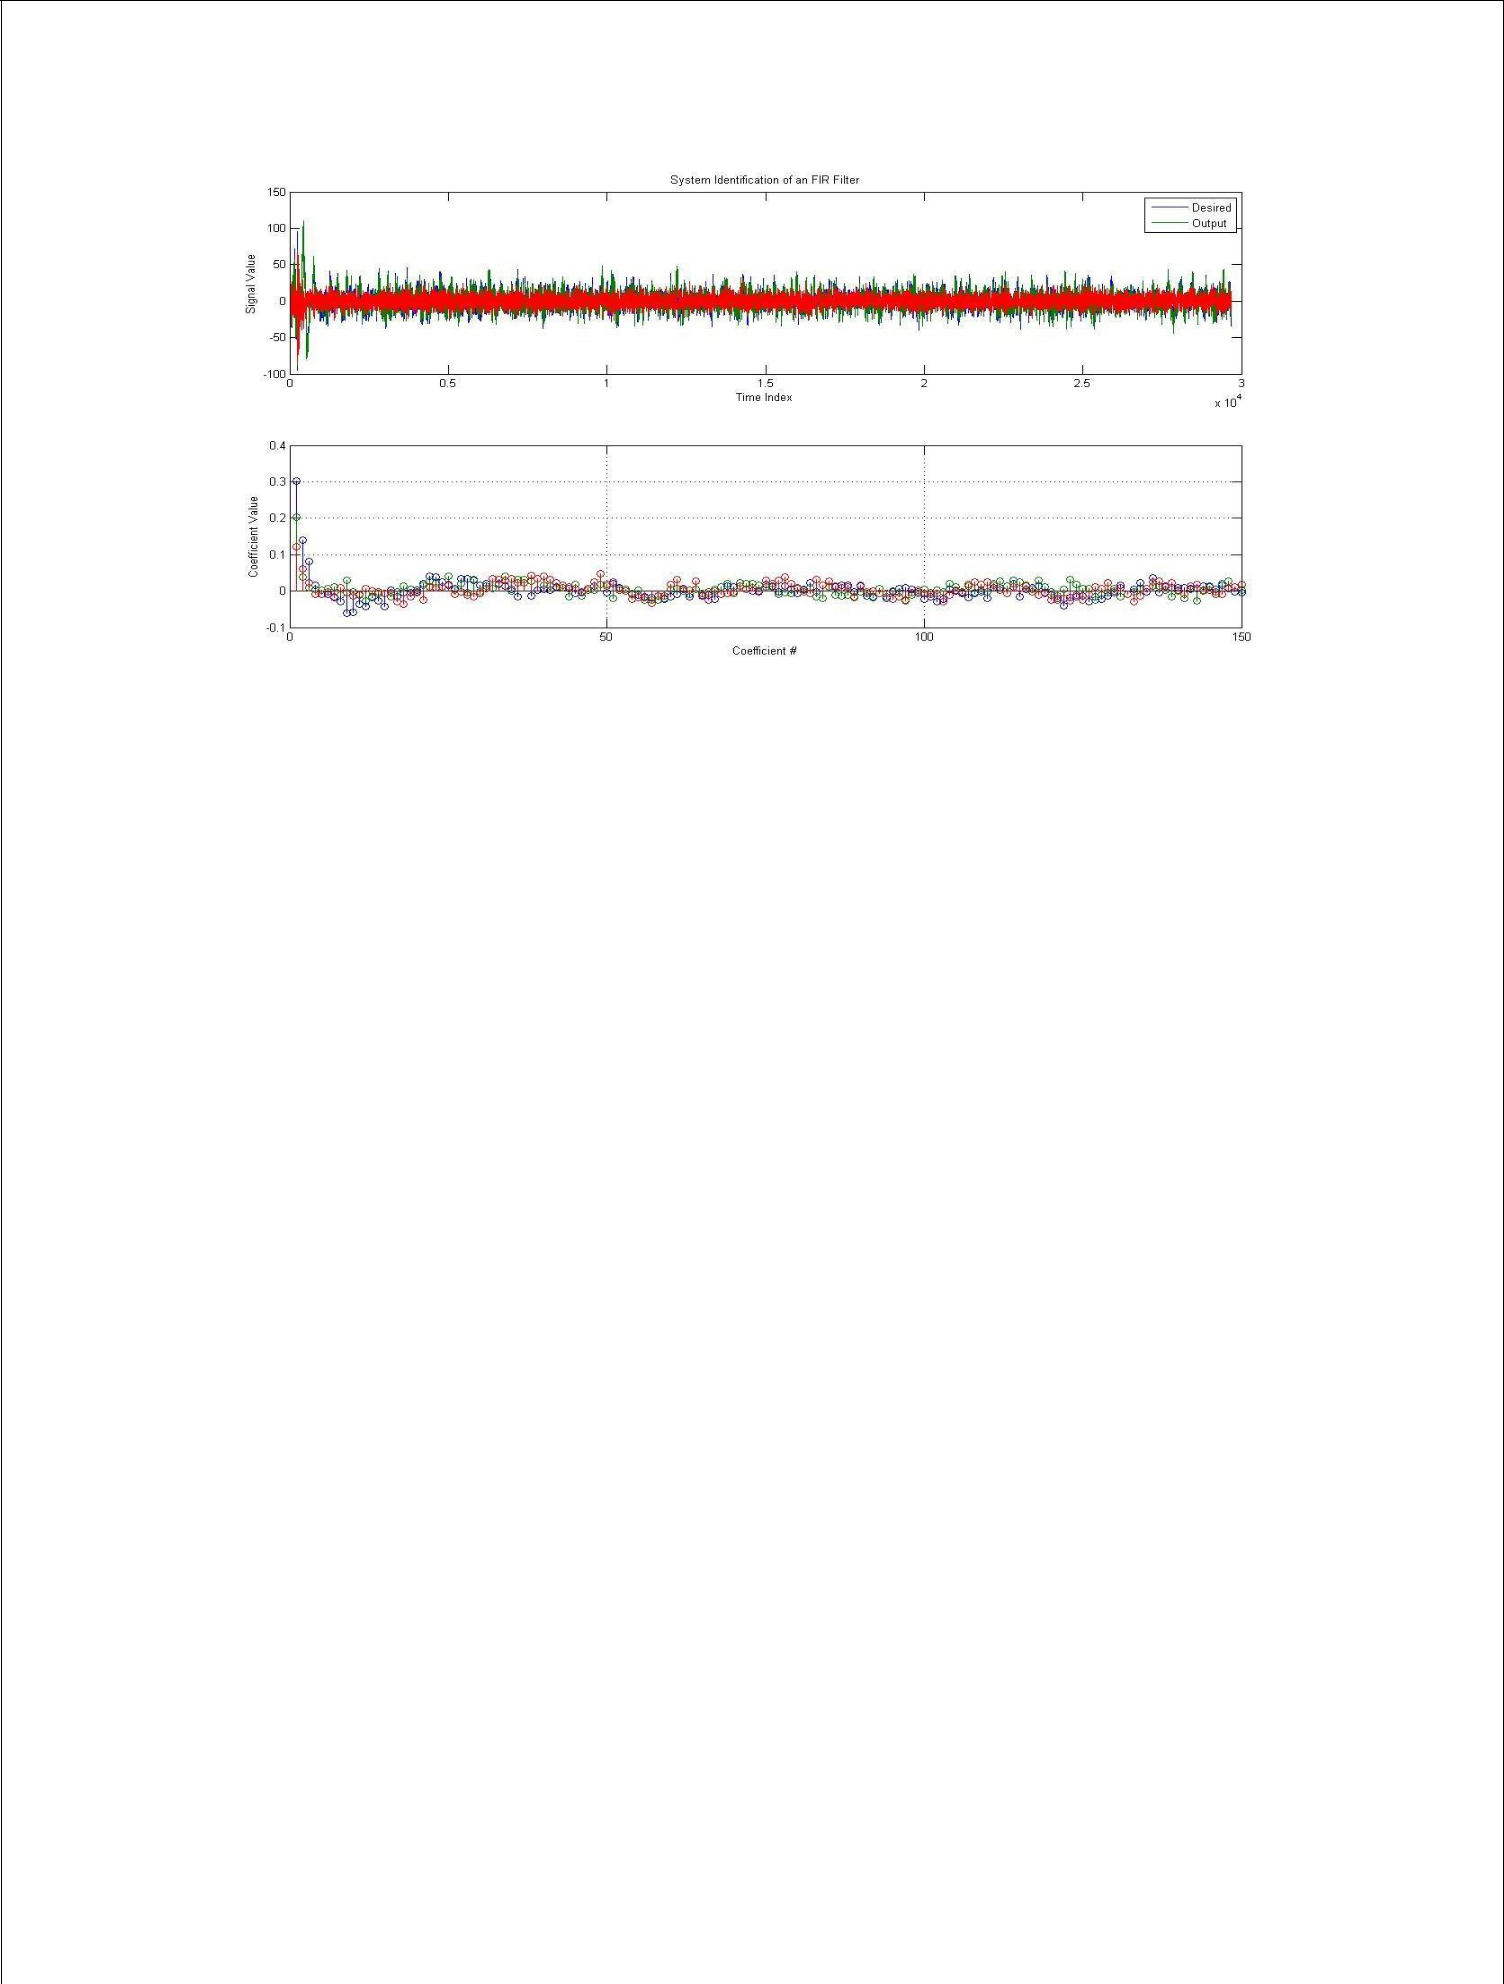 System Identification of an FIR Filter
150
100
50
0
-50
-100
Signal Value
Desired
Output
0 0.5 1 1.5 2 2.5 3
Time Index
x 10^4
0.4
0.3
0.2
0.1
0
-0.1
Coefficient Value
0 50 100 150
Coefficient #